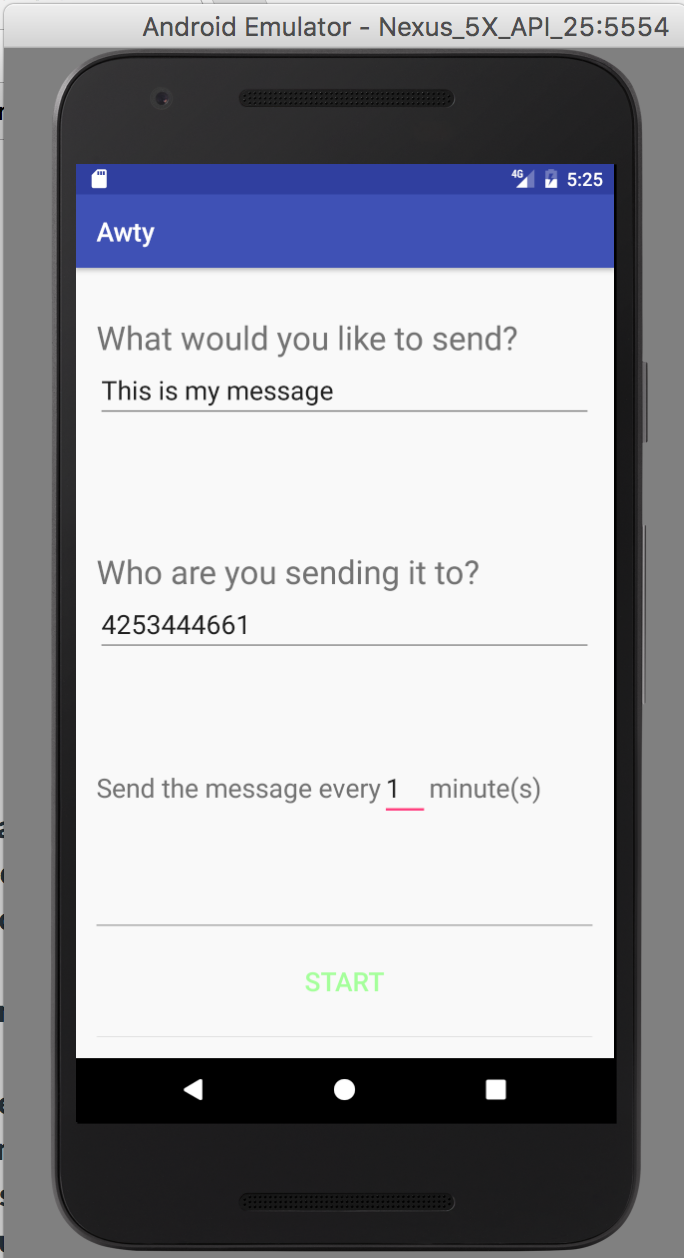 Android Emulator - Nexus_5X_API_25:5554
4G 5:25
Awty
What would you like to send?
This is my message
Who are you sending it to?
4253444661
Send the message every 1 minute(s)
START